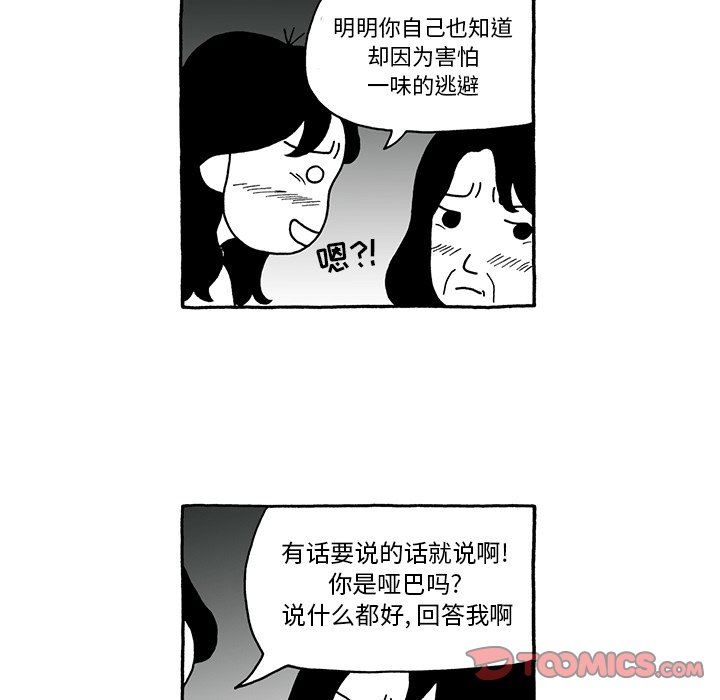 明明你自己也知道
却因为害怕
一味的逃避
嗯?!
有话要说的话就说啊!
你是哑巴吗?
说什么都好, 回答我啊
TOOMICS.COM